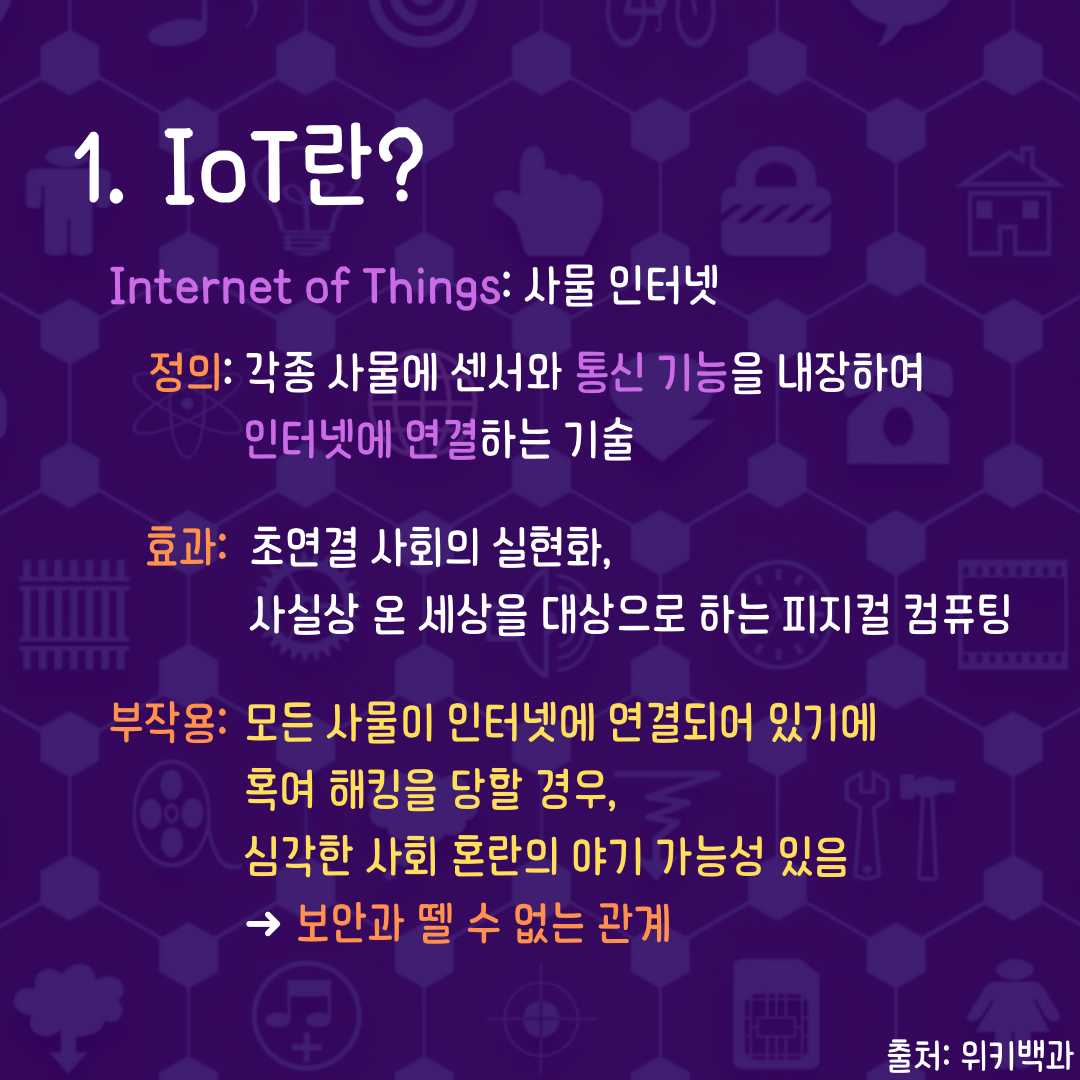 1. IoT란?
Internet of Things: 사물 인터넷
정의: 각종 사물에 센서와 통신 기능을 내장하여
인터넷에 연결하는 기술
효과: 초연결 사회의 실현화,
사실상 온 세상을 대상으로 하는 피지컬 컴퓨팅
부작용: 모든 사물이 인터넷에 연결되어 있기에
혹여 해킹을 당할 경우,
심각한 사회 혼란의 야기 가능성 있음
➜ 보안과 뗄 수 없는 관계
출처: 위키백과